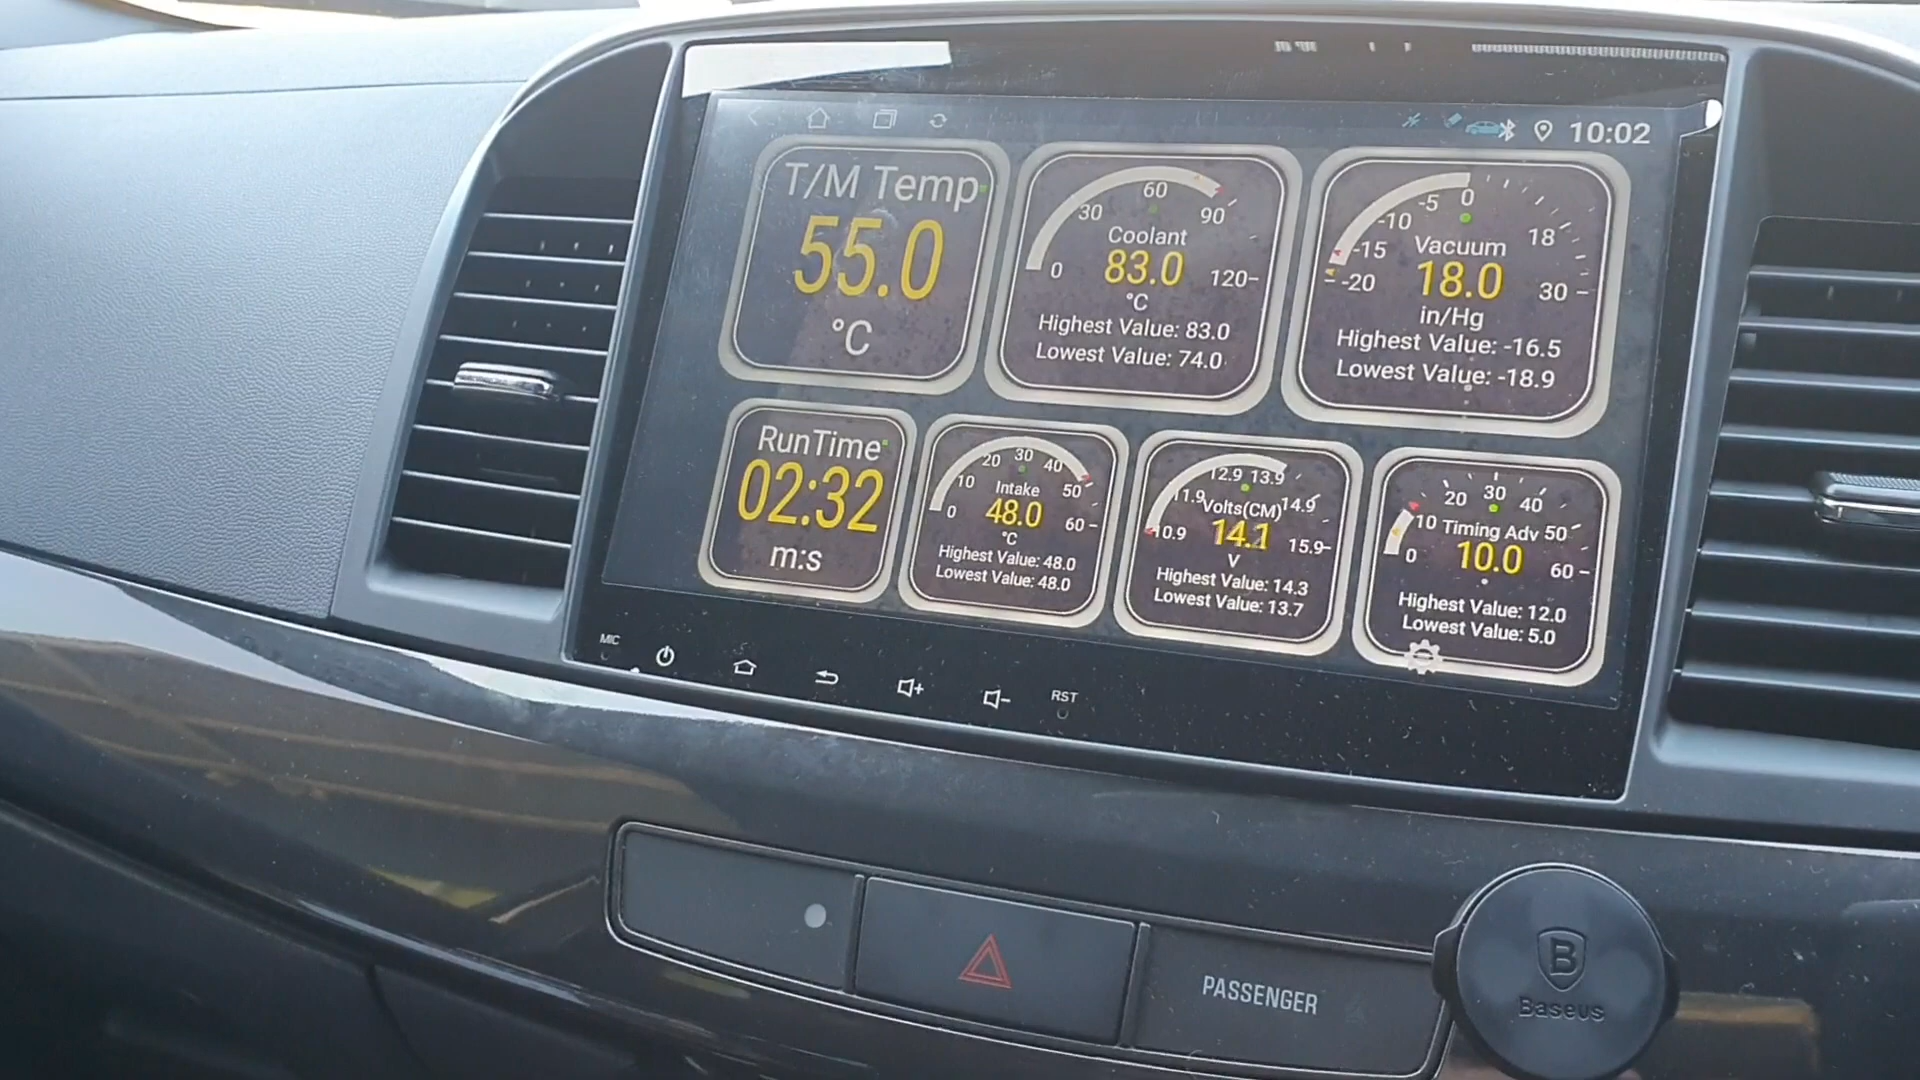 10:02
T/M Temp
55.0
°C
0 30 60 90 120
Coolant
83.0
°C
Highest Value: 83.0
Lowest Value: 74.0
-20 -15 -10 -5 0 18 30
Vacuum
18.0
in/Hg
Highest Value: -16.5
Lowest Value: -18.9
RunTime
02:32
m:s
0 10 20 30 40 50 60
Intake
48.0
°C
Highest Value: 48.0
Lowest Value: 48.0
10.9 11.9 12.9 13.9 14.9 15.9
Volts(CM)
14.1
V
Highest Value: 14.3
Lowest Value: 13.7
0 10 20 30 40 50 60
Timing Adv
10.0
°
Highest Value: 12.0
Lowest Value: 5.0
MIC
RST
PASSENGER
B
Baseus